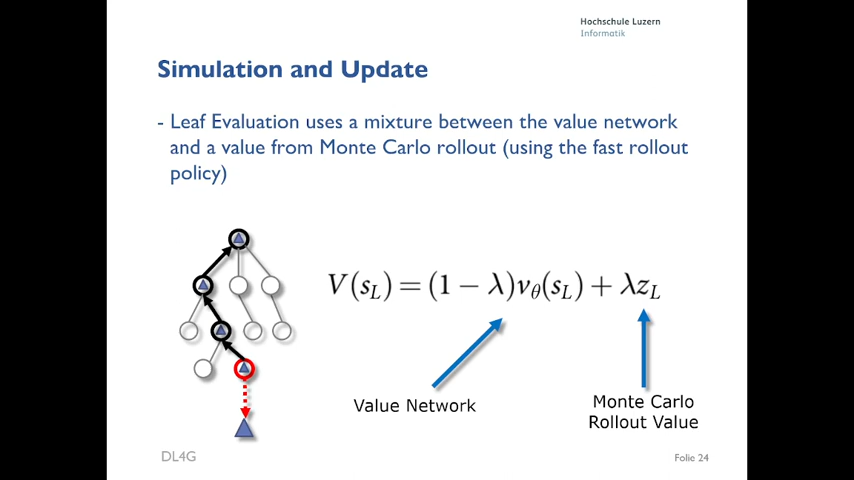 Hochschule Luzern
Informatik
Simulation and Update
- Leaf Evaluation uses a mixture between the value network
and a value from Monte Carlo rollout (using the fast rollout
policy)
V(s_L) = (1 − λ)v_θ(s_L) + λz_L
Value Network
Monte Carlo
Rollout Value
DL4G
Folie 24